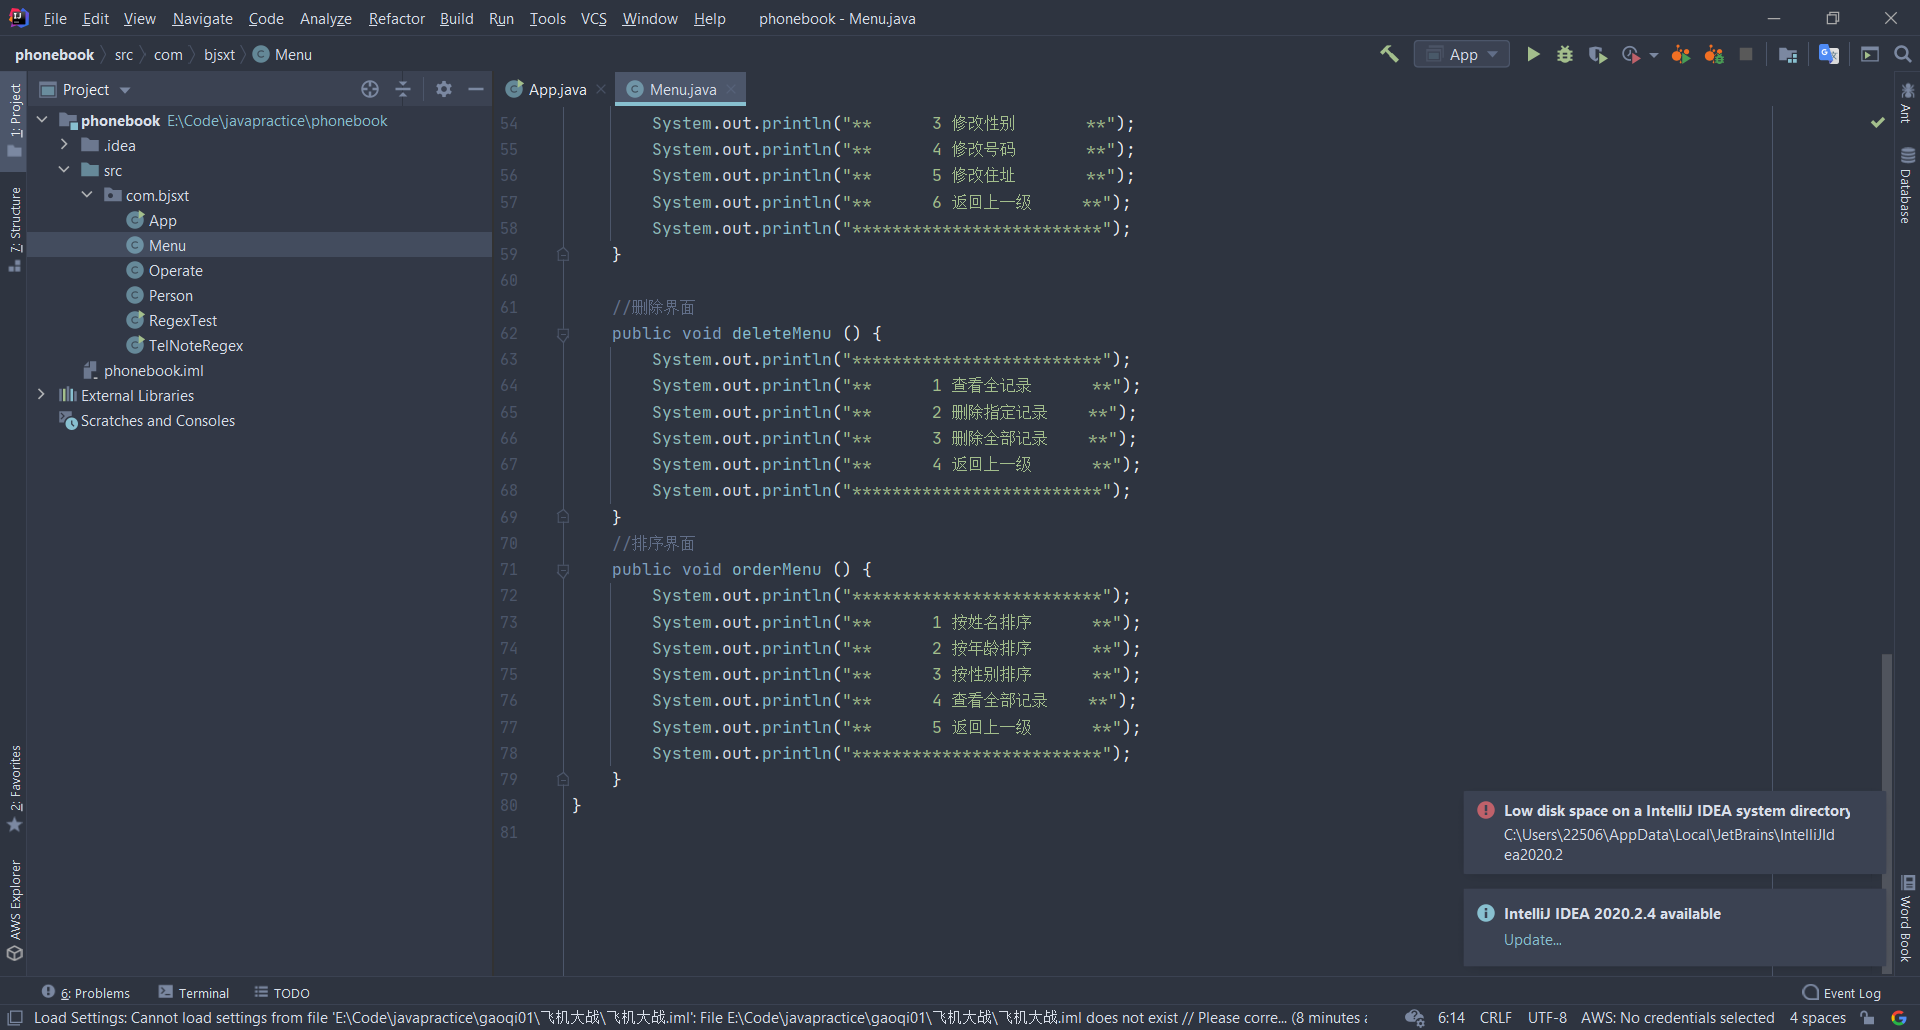 File Edit View Navigate Code Analyze Refactor Build Run Tools VCS Window Help phonebook - Menu.java
phonebook src com bjsxt Menu
App
Project
App.java
Menu.java
1: Project
7: Structure
2: Favorites
AWS Explorer
phonebook E:\Code\javapractice\phonebook
.idea
src
com.bjsxt
App
Menu
Operate
Person
RegexTest
TelNoteRegex
phonebook.iml
External Libraries
Scratches and Consoles
54 System.out.println("** 3 修改性别 **");
55 System.out.println("** 4 修改号码 **");
56 System.out.println("** 5 修改住址 **");
57 System.out.println("** 6 返回上一级 **");
58 System.out.println("*************************");
59 }
60
61 //删除界面
62 public void deleteMenu () {
63 System.out.println("*************************");
64 System.out.println("** 1 查看全记录 **");
65 System.out.println("** 2 删除指定记录 **");
66 System.out.println("** 3 删除全部记录 **");
67 System.out.println("** 4 返回上一级 **");
68 System.out.println("*************************");
69 }
70 //排序界面
71 public void orderMenu () {
72 System.out.println("*************************");
73 System.out.println("** 1 按姓名排序 **");
74 System.out.println("** 2 按年龄排序 **");
75 System.out.println("** 3 按性别排序 **");
76 System.out.println("** 4 查看全部记录 **");
77 System.out.println("** 5 返回上一级 **");
78 System.out.println("*************************");
79 }
80 }
81
Ant
Database
Word Book
Low disk space on a IntelliJ IDEA system directory
C:\Users\22506\AppData\Local\JetBrains\IntelliJId
ea2020.2
IntelliJ IDEA 2020.2.4 available
Update...
6: Problems Terminal TODO Event Log
Load Settings: Cannot load settings from file 'E:\Code\javapractice\gaoqi01\飞机大战\飞机大战.iml': File E:\Code\javapractice\gaoqi01\飞机大战\飞机大战.iml does not exist // Please corre... (8 minutes a 6:14 CRLF UTF-8 AWS: No credentials selected 4 spaces